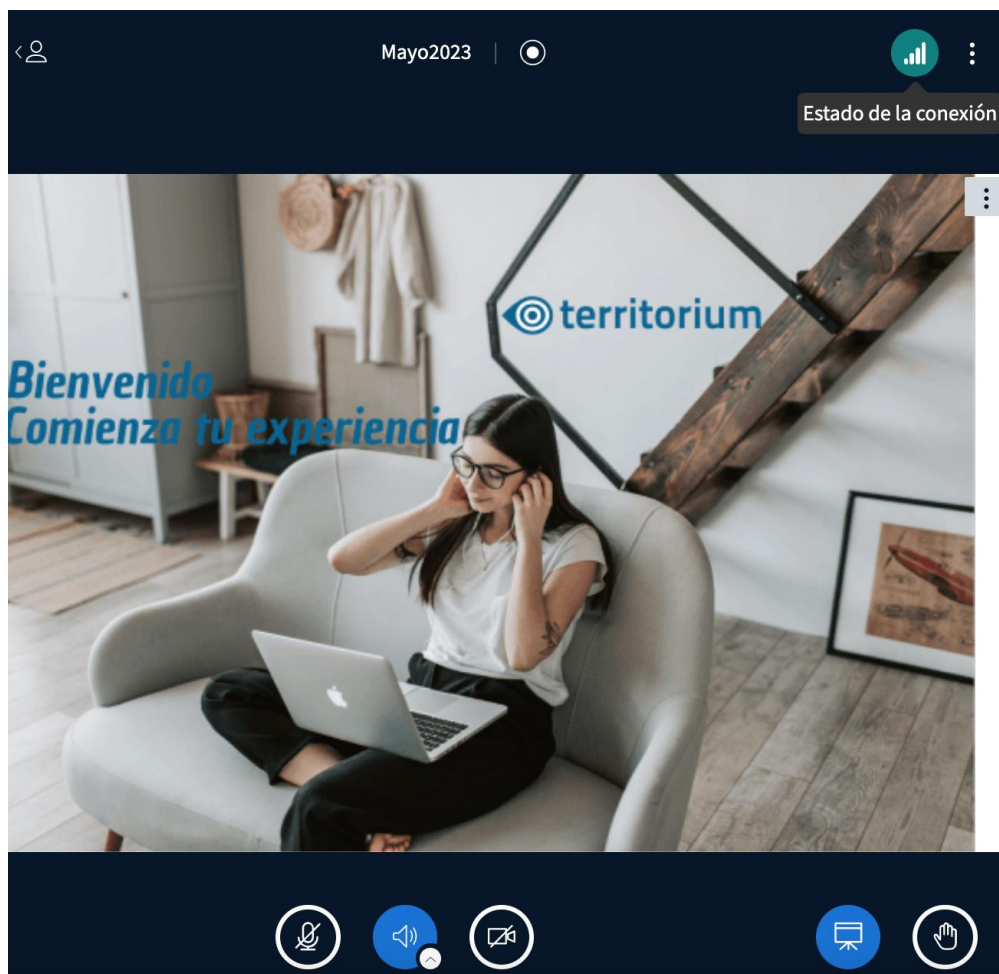 Mayo2023
Estado de la conexión
territorium
Bienvenido
Comienza tu experiencia